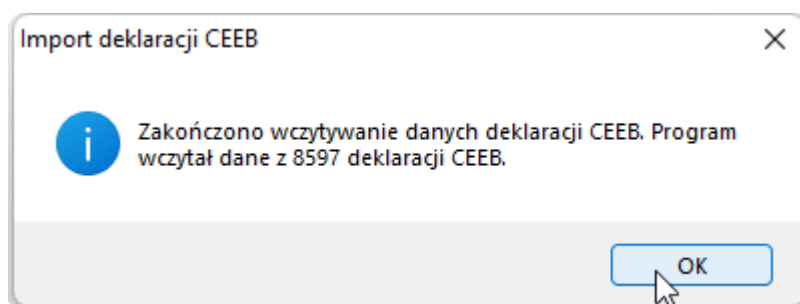 Import deklaracji CEEB
Zakończono wczytywanie danych deklaracji CEEB. Program
wczytał dane z 8597 deklaracji CEEB.
OK